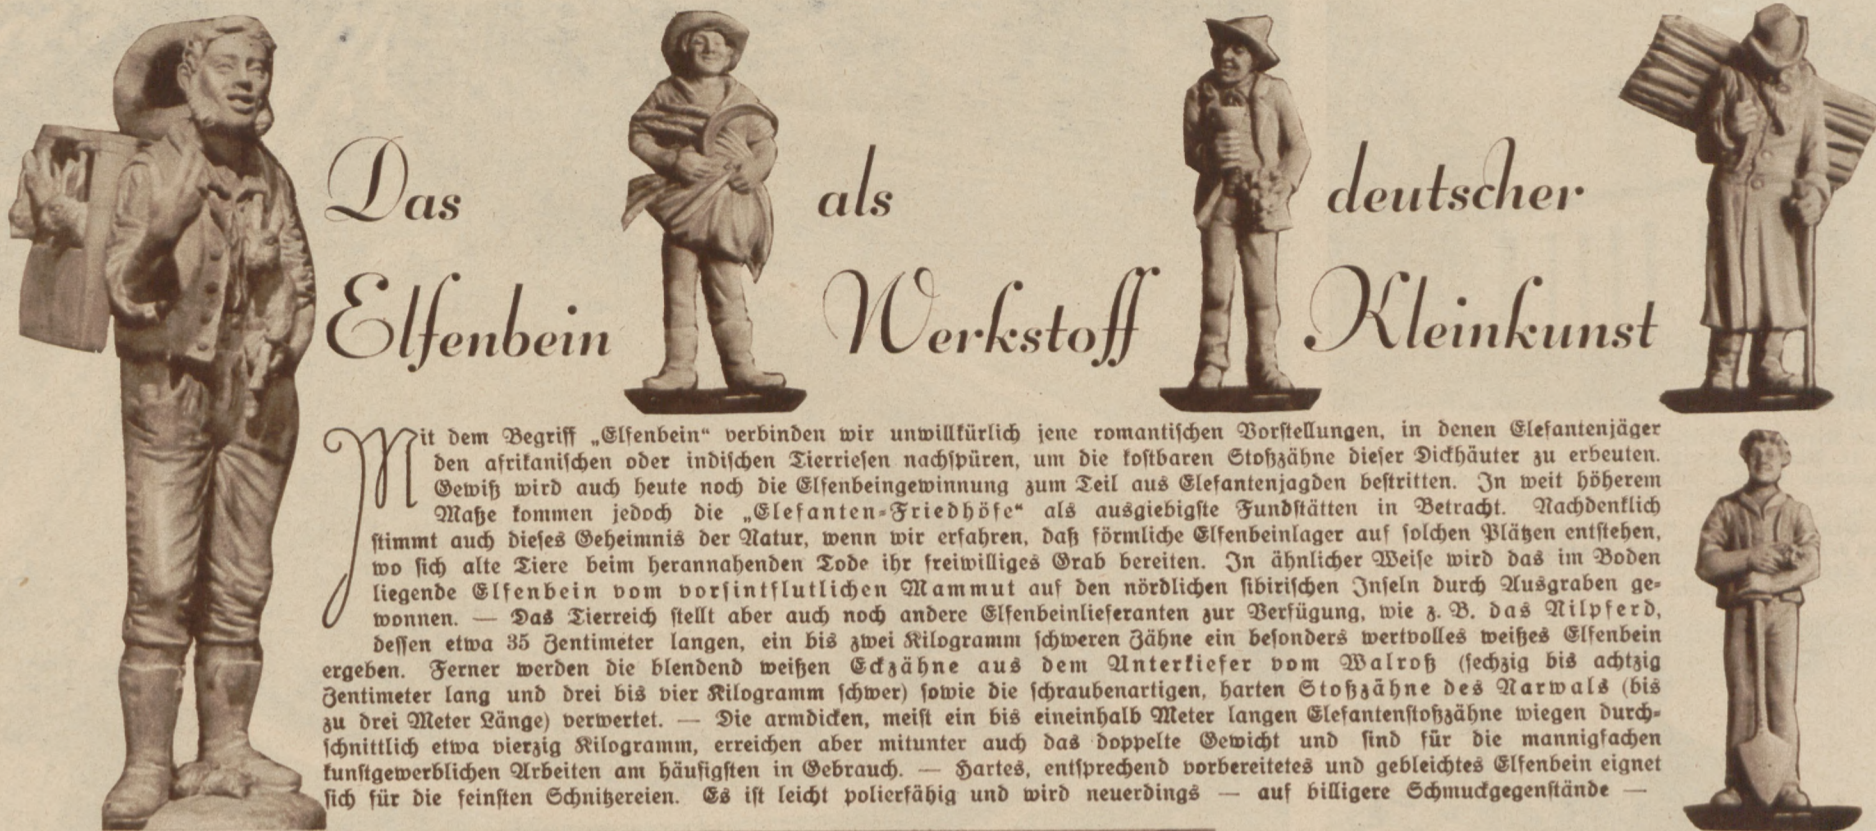 Das als deutscher
Elfenbein Werkstoff Kleinkunst
Mit dem Begriff „Elfenbein“ verbinden wir unwillkürlich jene romantischen Vorstellungen, in denen Elefantenjäger
den afrikanischen oder indischen Tierriesen nachspüren, um die kostbaren Stoßzähne dieser Dickhäuter zu erbeuten.
Gewiß wird auch heute noch die Elfenbeingewinnung zum Teil aus Elefantenjagden bestritten. In weit höherem
Maße kommen jedoch die „Elefanten-Friedhöfe“ als ausgiebigste Fundstätten in Betracht. Nachdenklich
stimmt auch dieses Geheimnis der Natur, wenn wir erfahren, daß förmliche Elfenbeinlager auf solchen Plätzen entstehen,
wo sich alte Tiere beim herannahenden Tode ihr freiwilliges Grab bereiten. In ähnlicher Weise wird das im Boden
liegende Elfenbein vom vorsintflutlichen Mammut auf den nördlichen sibirischen Inseln durch Ausgraben ge-
wonnen. — Das Tierreich stellt aber auch noch andere Elfenbeinlieferanten zur Verfügung, wie z. B. das Nilpferd,
dessen etwa 35 Zentimeter langen, ein bis zwei Kilogramm schweren Zähne ein besonders wertvolles weißes Elfenbein
ergeben. Ferner werden die blendend weißen Eckzähne aus dem Unterkiefer vom Walroß (sechzig bis achtzig
Zentimeter lang und drei bis vier Kilogramm schwer) sowie die schraubenartigen, harten Stoßzähne des Narwals (bis
zu drei Meter Länge) verwertet. — Die armdicken, meist ein bis eineinhalb Meter langen Elefantenstoßzähne wiegen durch-
schnittlich etwa vierzig Kilogramm, erreichen aber mitunter auch das doppelte Gewicht und sind für die mannigfachen
kunstgewerblichen Arbeiten am häufigsten in Gebrauch. — Hartes, entsprechend vorbereitetes und gebleichtes Elfenbein eignet
sich für die feinsten Schnitzereien. Es ist leicht polierfähig und wird neuerdings — auf billigere Schmuckgegenstände —